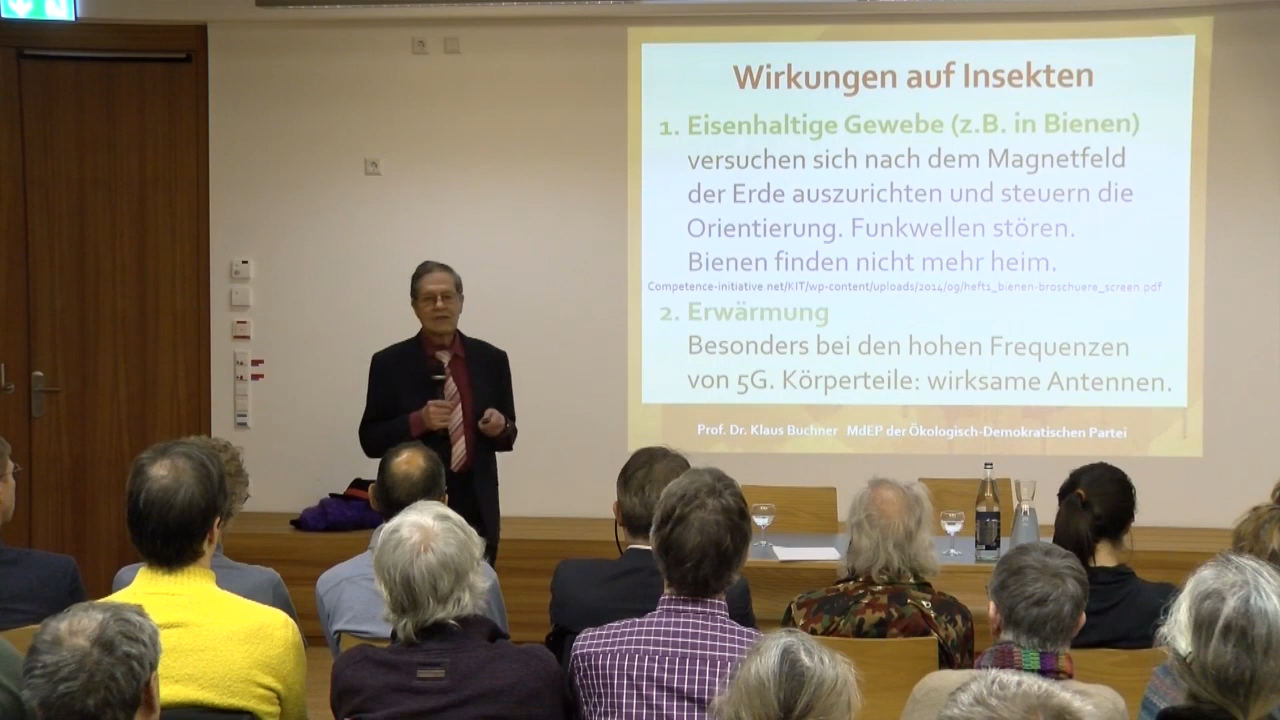 Wirkungen auf Insekten
1. Eisenhaltige Gewebe (z.B. in Bienen)
versuchen sich nach dem Magnetfeld
der Erde auszurichten und steuern die
Orientierung. Funkwellen stören.
Bienen finden nicht mehr heim.
Competence-initiative.net/KIT/wp-content/uploads/2014/09/heft1_bienen-broschuere_screen.pdf
2. Erwärmung
Besonders bei den hohen Frequenzen
von 5G. Körperteile: wirksame Antennen.
Prof. Dr. Klaus Buchner MdEP der Ökologisch-Demokratischen Partei